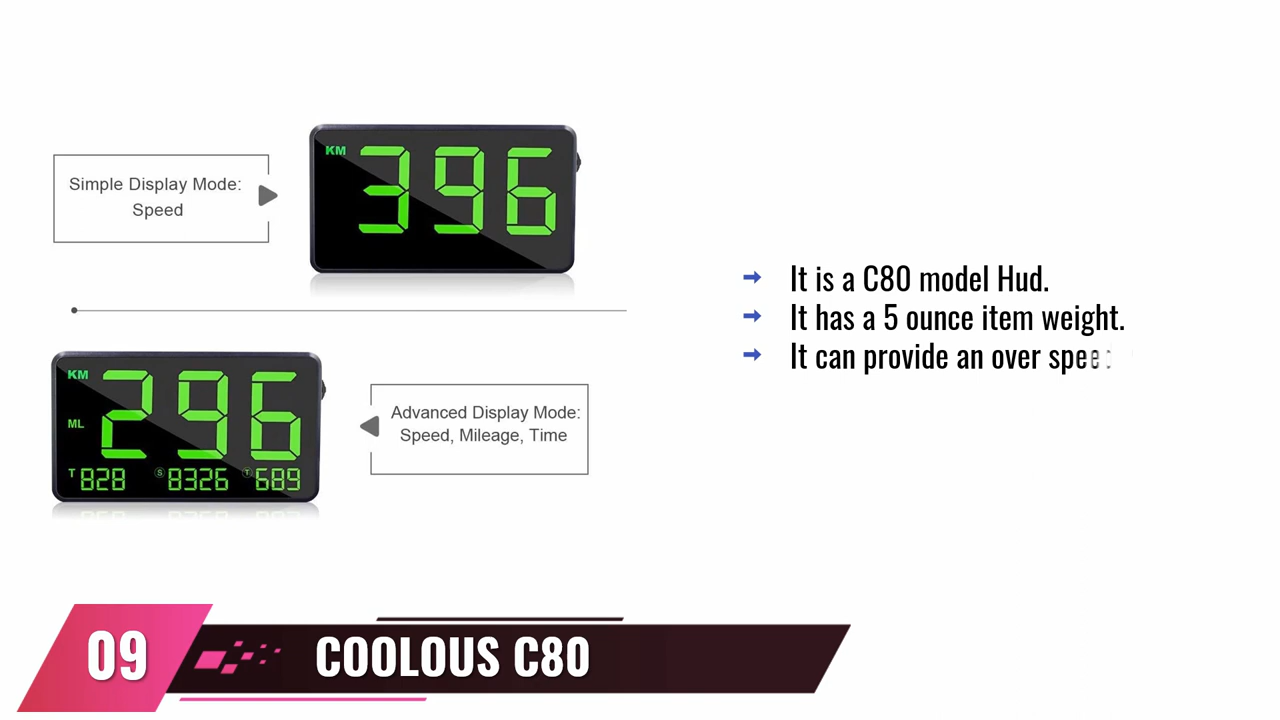 KM 396
Simple Display Mode:
Speed
KM 296
ML
T 828 S 8326 T 689
Advanced Display Mode:
Speed, Mileage, Time
It is a C80 model Hud.
It has a 5 ounce item weight.
It can provide an over
09 COOLOUS C80